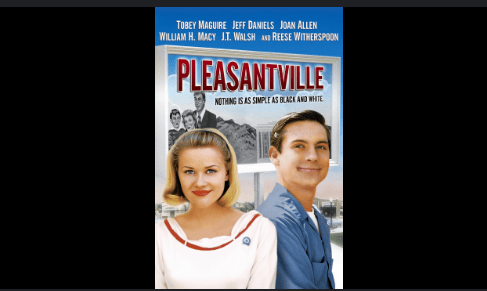 TOBEY MAGUIRE JEFF DANIELS JOAN ALLEN
WILLIAM H. MACY J.T. WALSH AND REESE WITHERSPOON
PLEASANTVILLE
NOTHING IS AS SIMPLE AS BLACK AND WHITE.